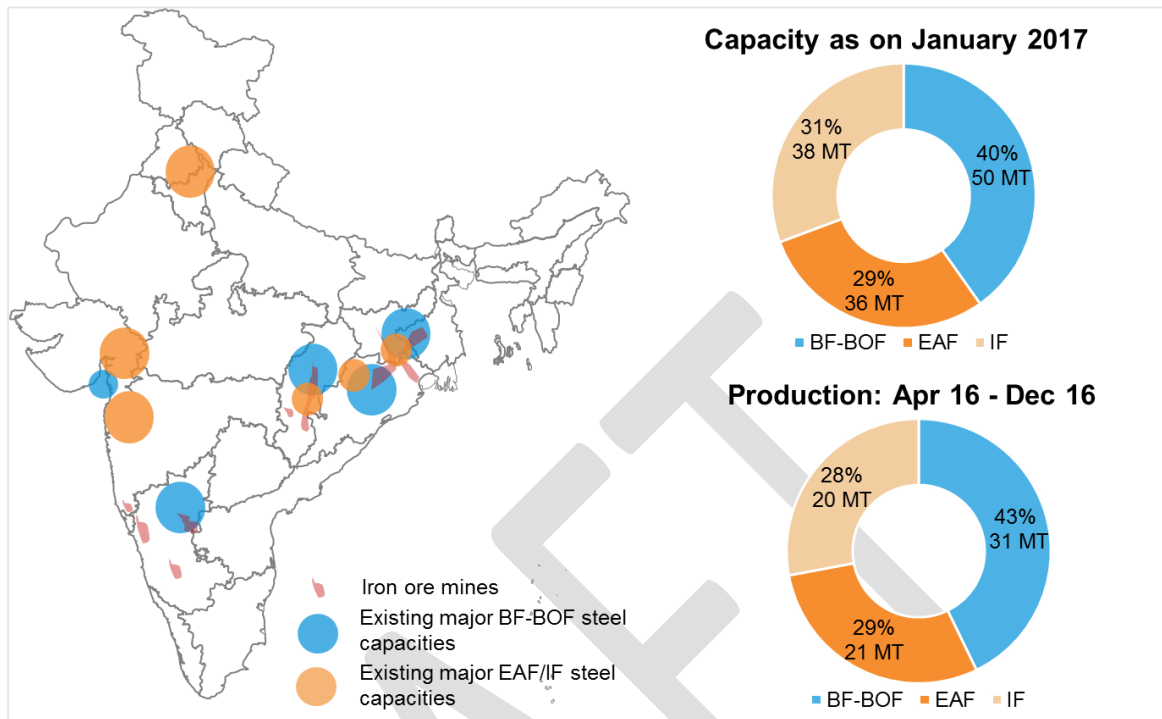 Capacity as on January 2017
31%
38 MT
40%
50 MT
29%
36 MT
BF-BOF EAF IF
Production: Apr 16 - Dec 16
28%
20 MT
43%
31 MT
29%
21 MT
BF-BOF EAF IF
Iron ore mines
Existing major BF-BOF steel
capacities
Existing major EAF/IF steel
capacities